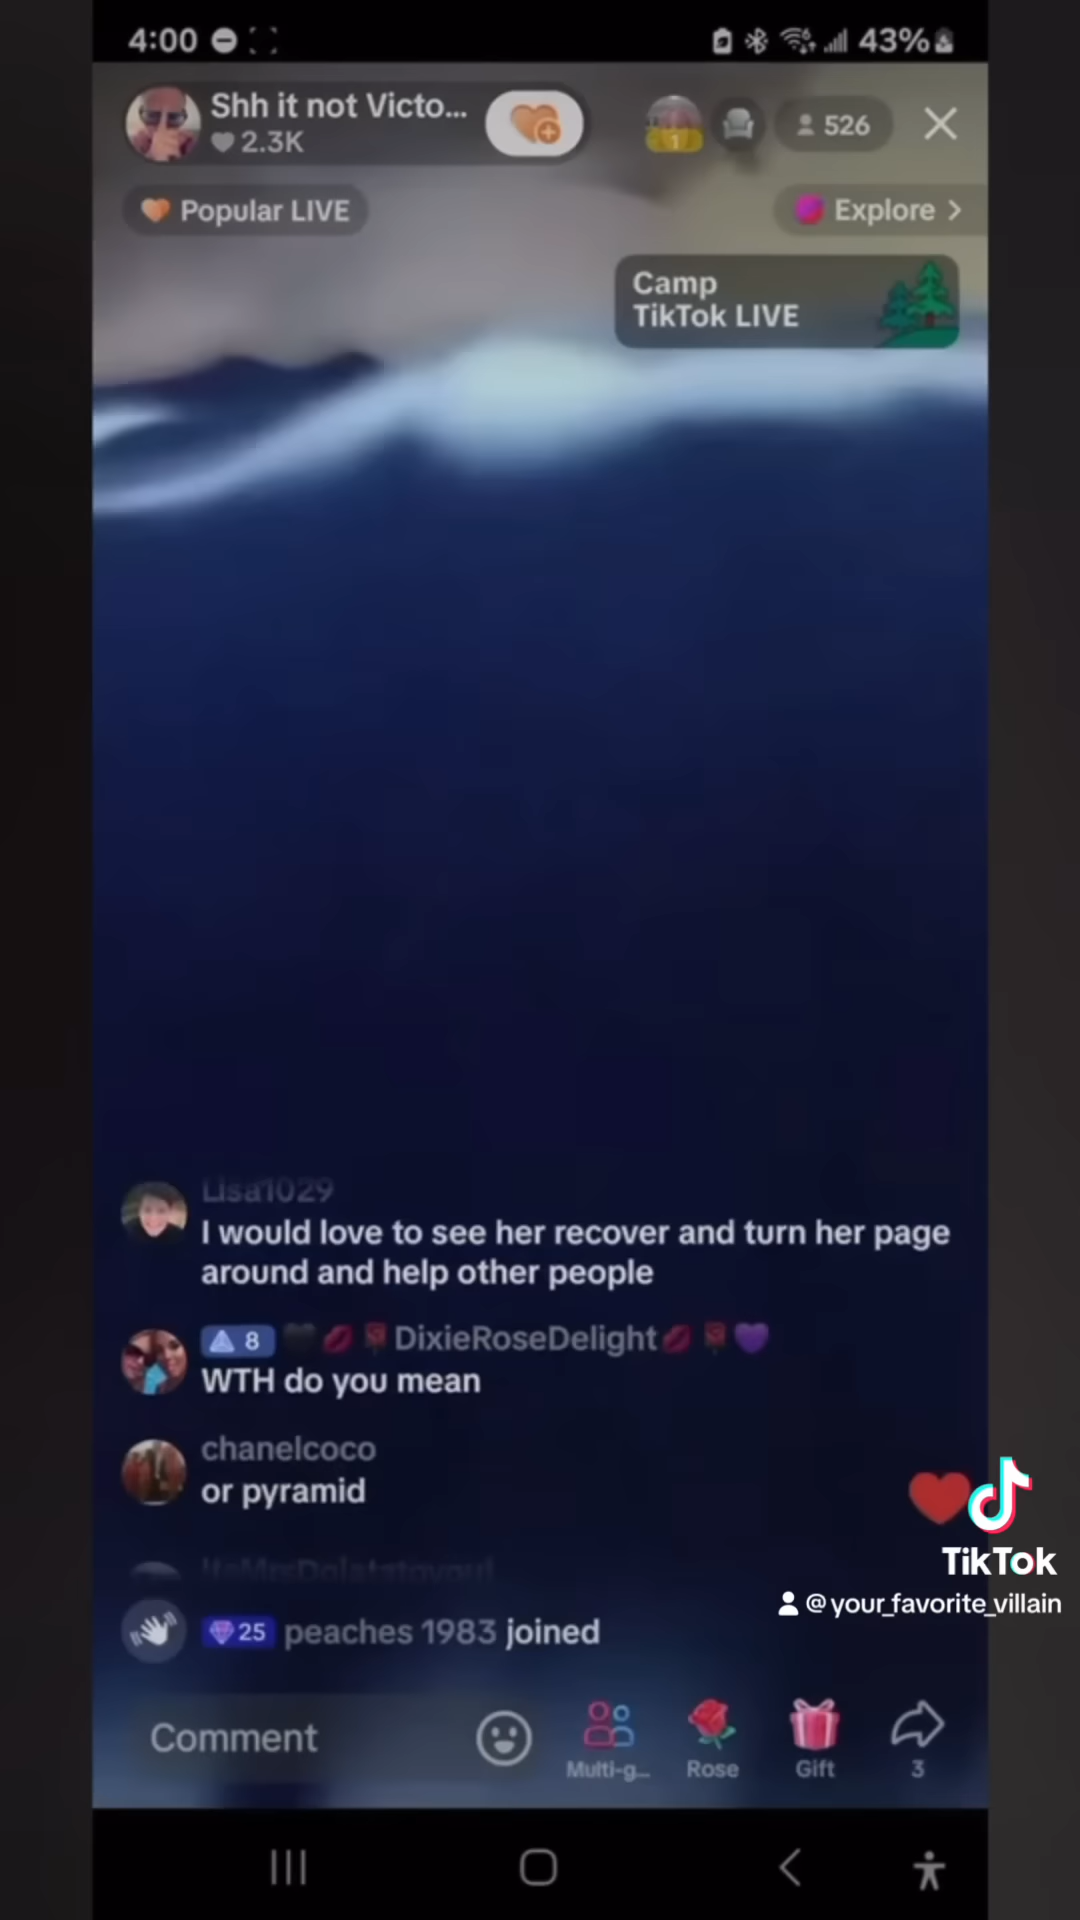 4:00
43%
Shh it not Victo...
2.3K
526
Popular LIVE
Explore >
Camp
TikTok LIVE
1
Lisa1029
I would love to see her recover and turn her page
around and help other people
8 🖤💋🌹DixieRoseDelight💋🌹💜
WTH do you mean
chanelcoco
or pyramid
25 peaches 1983 joined
TikTok
@your_favorite_villain
Comment
Multi-g...
Rose
Gift
3